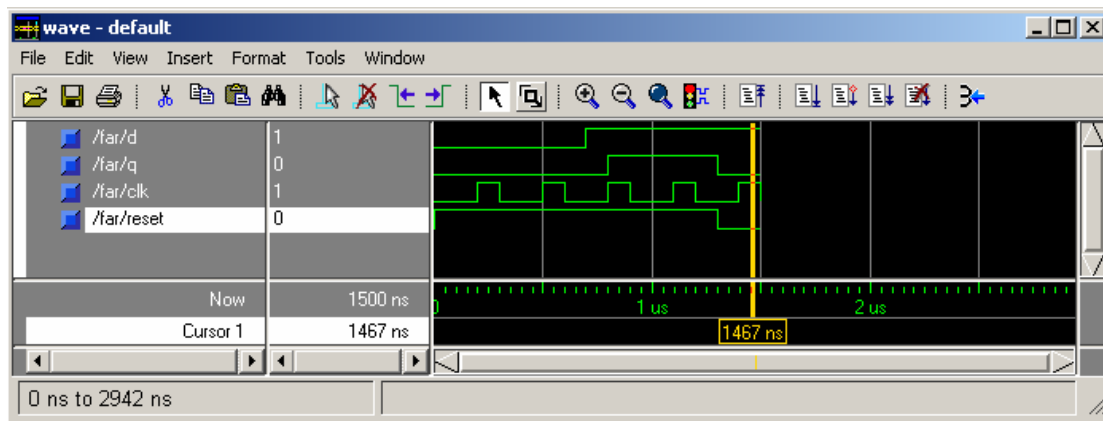 wave - default
File Edit View Insert Format Tools Window
/far/d 1
/far/q 0
/far/clk 1
/far/reset 0
Now 1500 ns 0 1 us 2 us
Cursor 1 1467 ns 1467 ns
0 ns to 2942 ns